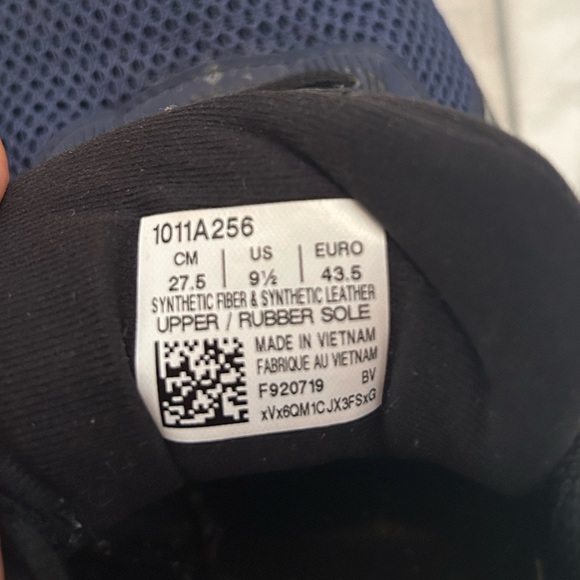 1011A256
CM | US | EURO
27.5 | 9½ | 43.5
SYNTHETIC FIBER & SYNTHETIC LEATHER
UPPER / RUBBER SOLE
MADE IN VIETNAM
FABRIQUE AU VIETNAM
F920719 BV
xVx6QM1CJX3FSxG